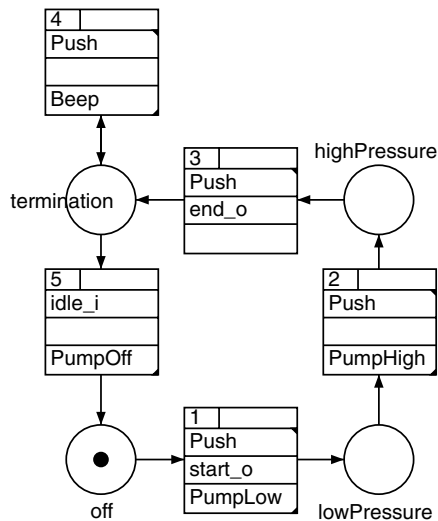 4
Push
Beep
termination
3
Push
end_o
highPressure
5
idle_i
PumpOff
2
Push
PumpHigh
off
1
Push
start_o
PumpLow
lowPressure